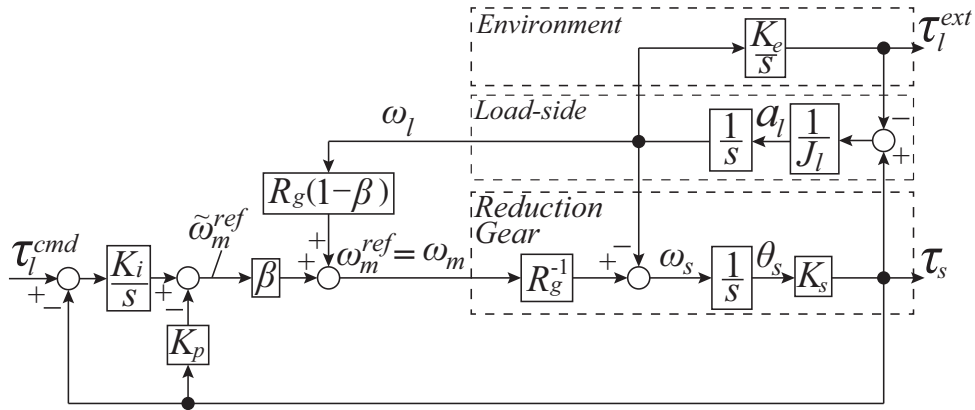 Environment
K_e/s
τ_l^{ext}
Load-side
ω_l
1/s
a_l
1/J_l
−
+
R_g(1−β)
Reduction
Gear
τ_l^{cmd}
+
−
K_i/s
+
−
ω̃_m^{ref}
β
+
+
ω_m^{ref} = ω_m
R_g^{-1}
+
−
ω_s
1/s
θ_s
K_s
τ_s
K_p